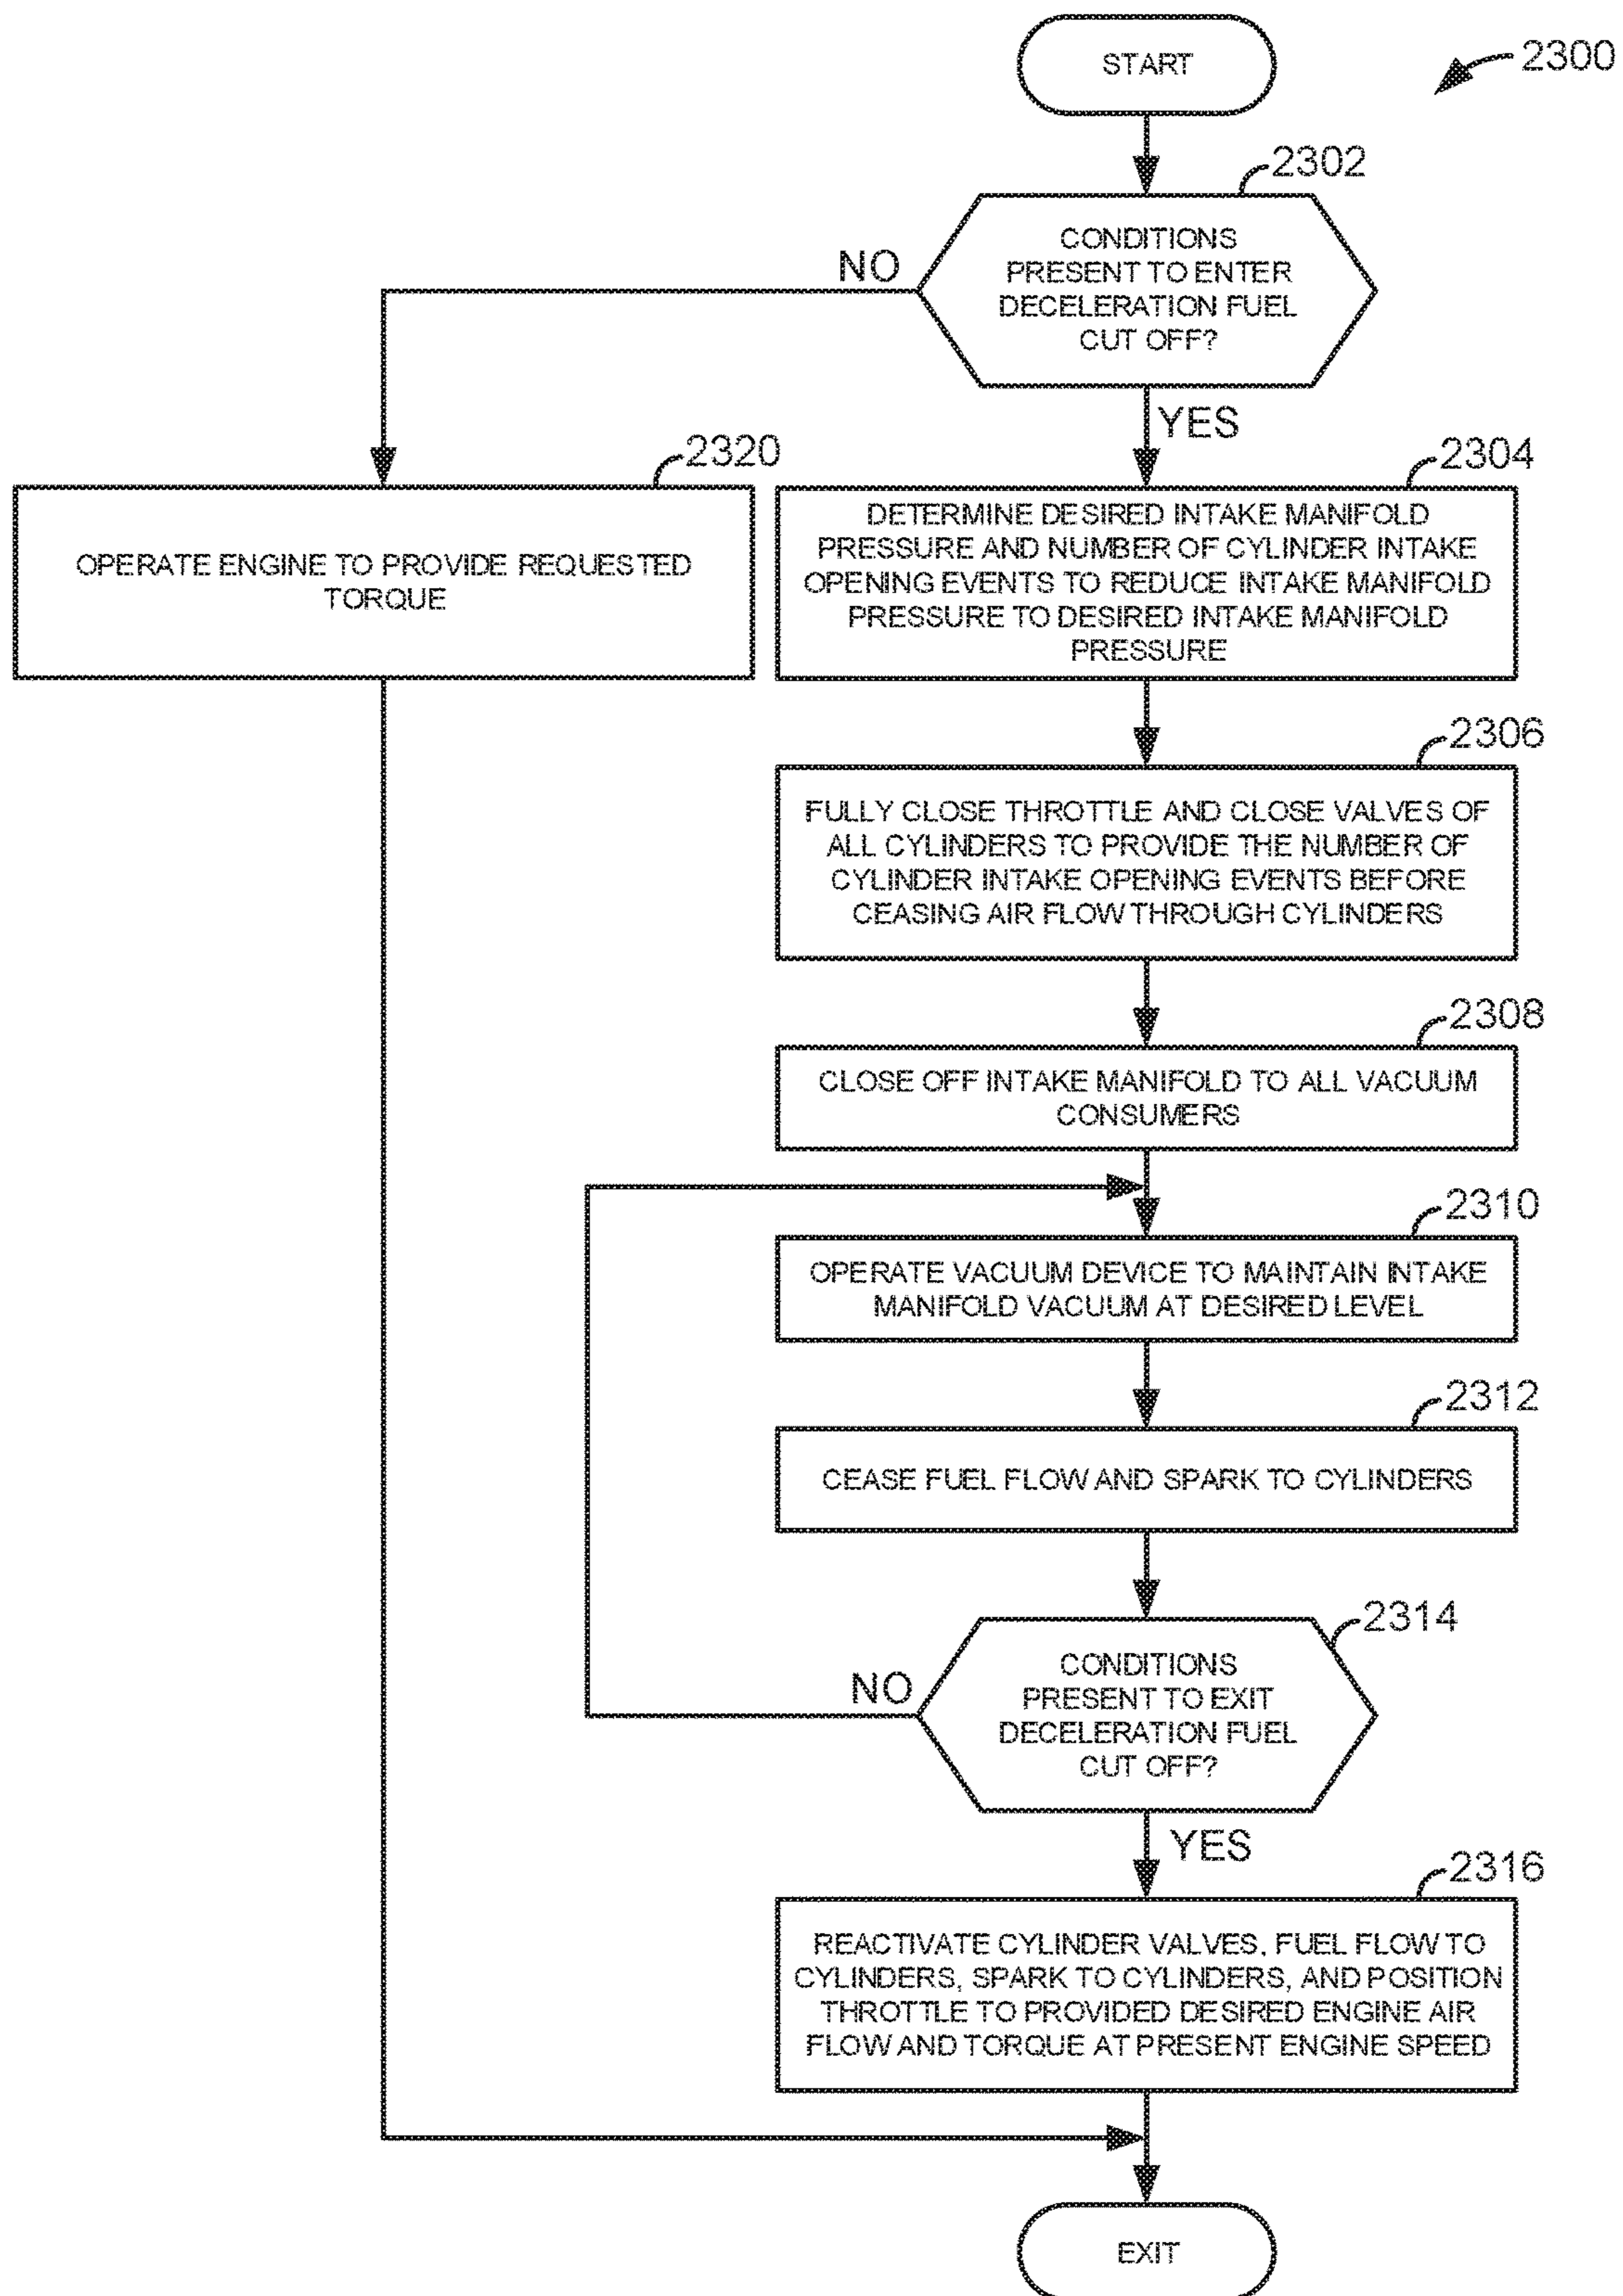 START
2300
2302
CONDITIONS
PRESENT TO ENTER
DECELERATION FUEL
CUT OFF?
NO
YES
2320
OPERATE ENGINE TO PROVIDE REQUESTED
TORQUE
2304
DETERMINE DESIRED INTAKE MANIFOLD
PRESSURE AND NUMBER OF CYLINDER INTAKE
OPENING EVENTS TO REDUCE INTAKE MANIFOLD
PRESSURE TO DESIRED INTAKE MANIFOLD
PRESSURE
2306
FULLY CLOSE THROTTLE AND CLOSE VALVES OF
ALL CYLINDERS TO PROVIDE THE NUMBER OF
CYLINDER INTAKE OPENING EVENTS BEFORE
CEASING AIR FLOW THROUGH CYLINDERS
2308
CLOSE OFF INTAKE MANIFOLD TO ALL VACUUM
CONSUMERS
2310
OPERATE VACUUM DEVICE TO MAINTAIN INTAKE
MANIFOLD VACUUM AT DESIRED LEVEL
2312
CEASE FUEL FLOW AND SPARK TO CYLINDERS
2314
CONDITIONS
PRESENT TO EXIT
DECELERATION FUEL
CUT OFF?
NO
YES
2316
REACTIVATE CYLINDER VALVES, FUEL FLOW TO
CYLINDERS, SPARK TO CYLINDERS, AND POSITION
THROTTLE TO PROVIDED DESIRED ENGINE AIR
FLOW AND TORQUE AT PRESENT ENGINE SPEED
EXIT